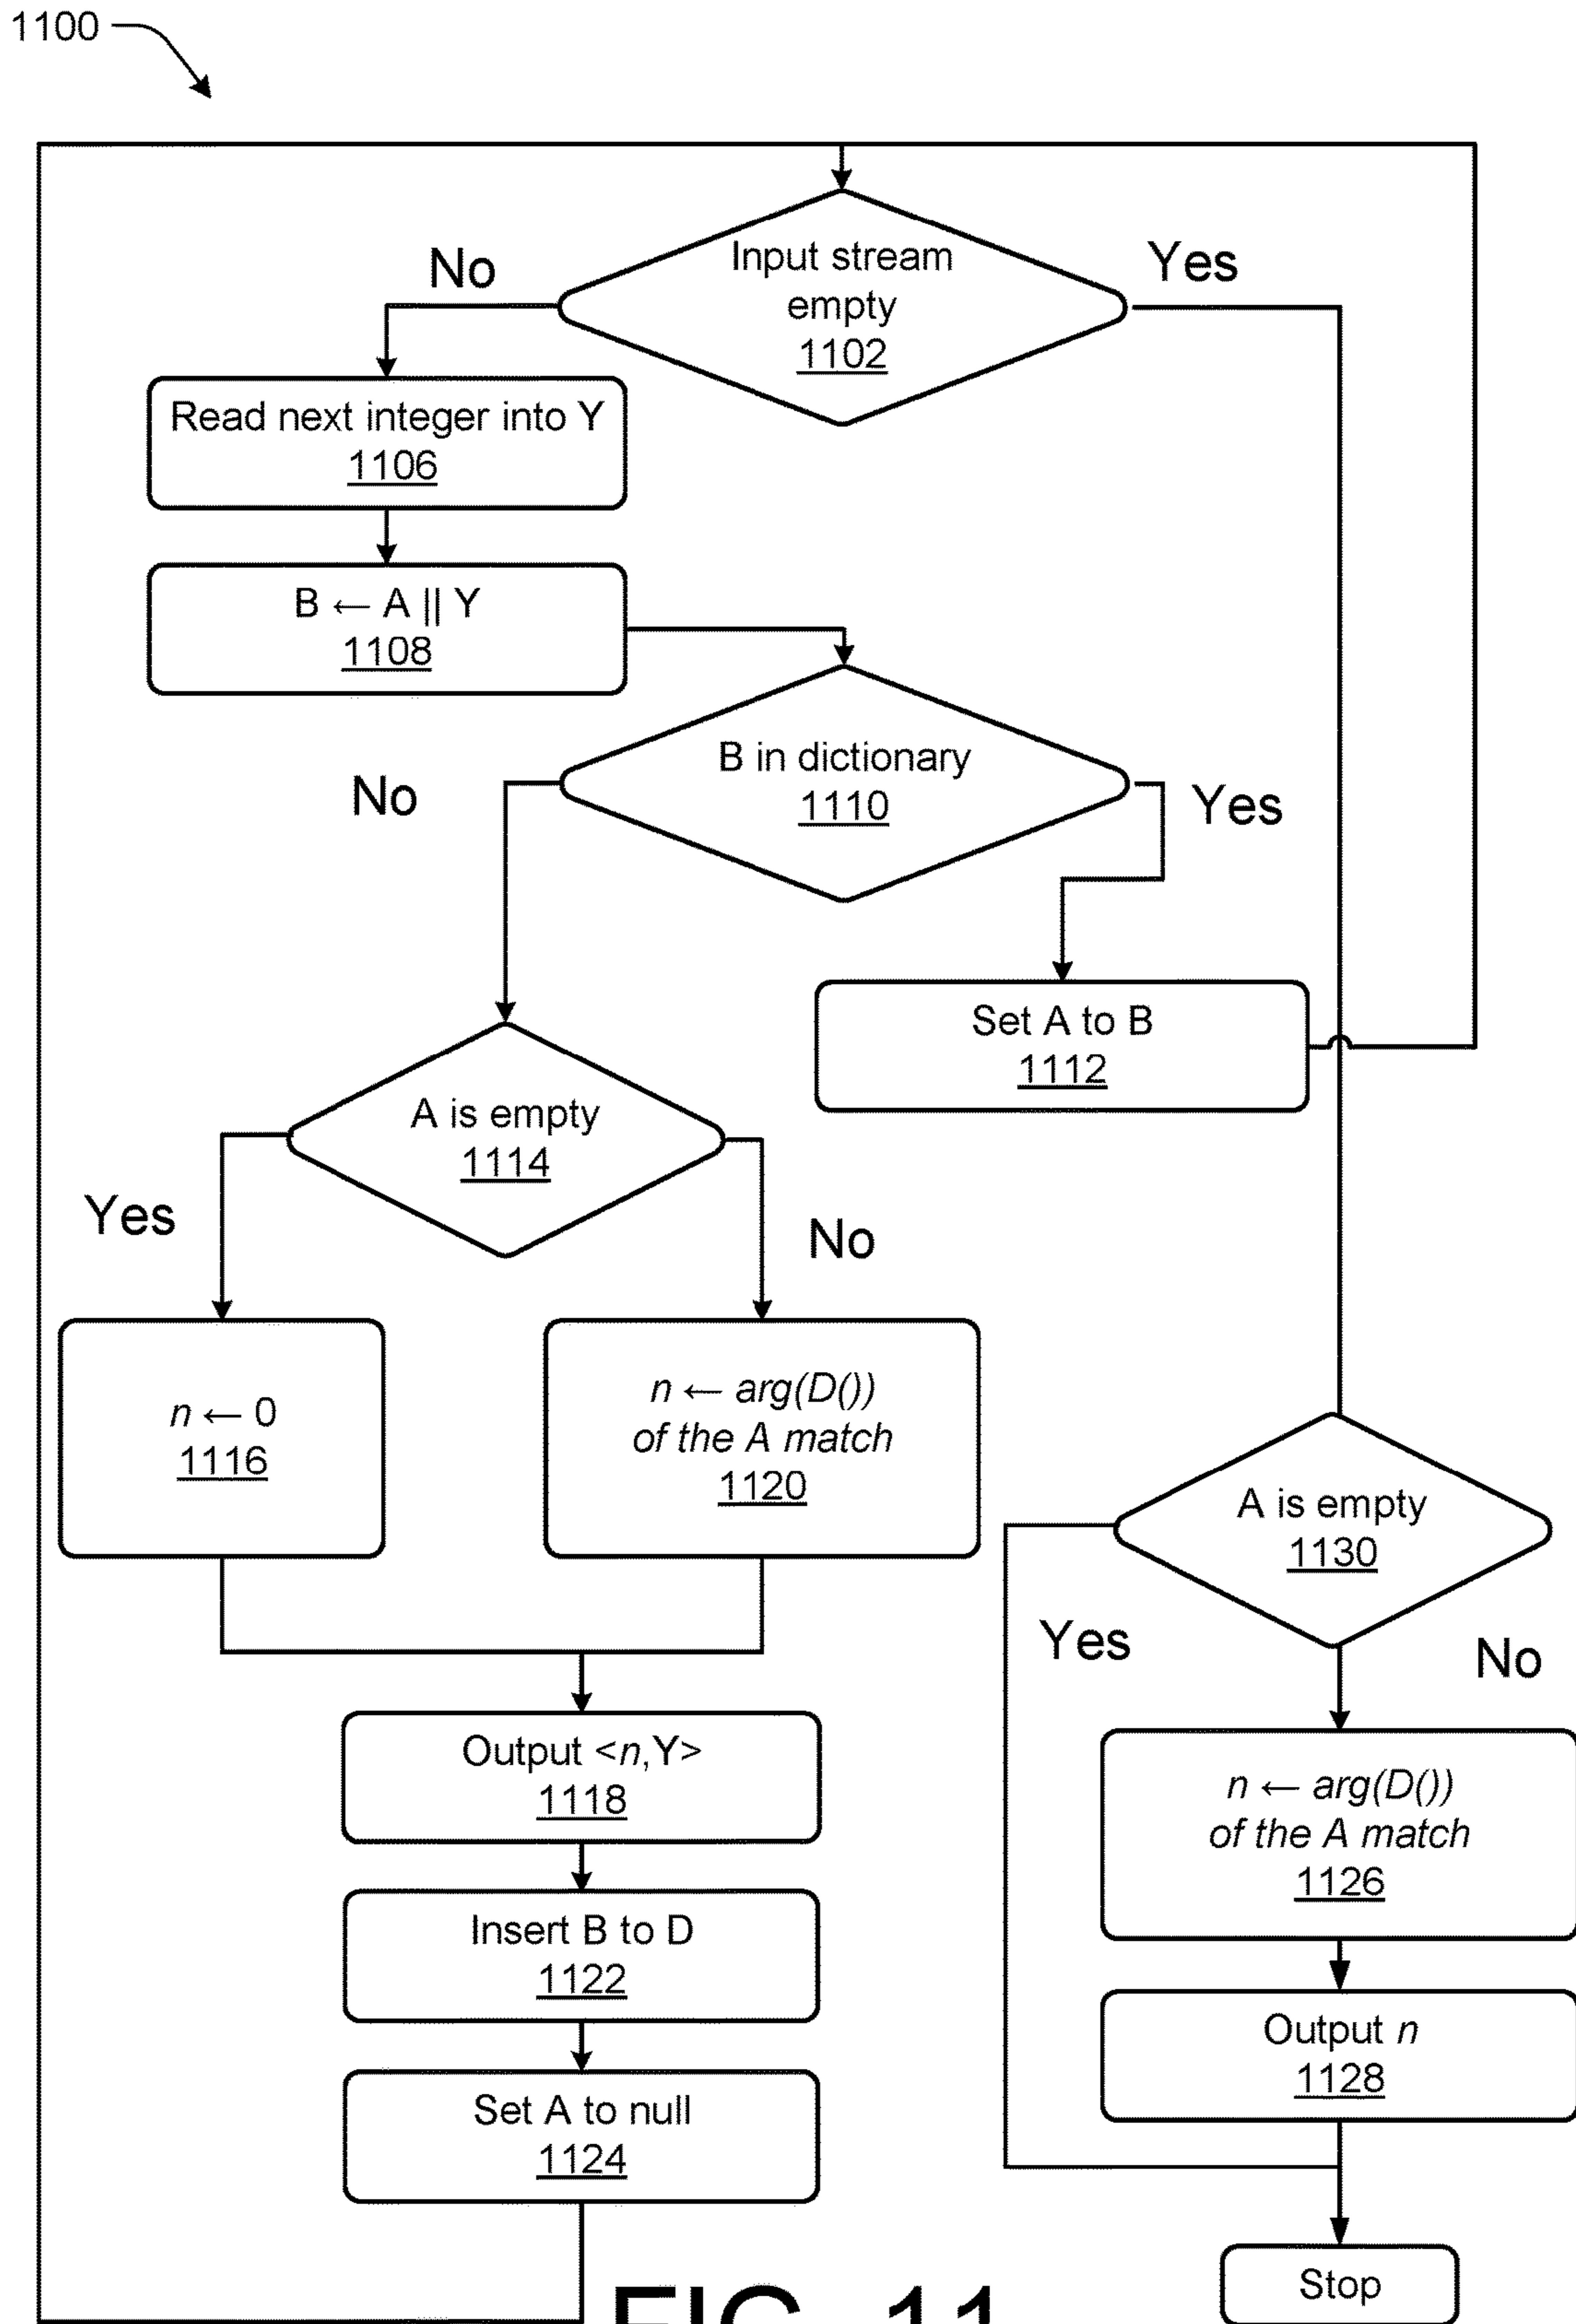 1100
Input stream
empty
1102
No
Yes
Read next integer into Y
1106
B ← A || Y
1108
B in dictionary
1110
No
Yes
Set A to B
1112
A is empty
1114
Yes
No
n ← 0
1116
n ← arg(D())
of the A match
1120
A is empty
1130
Yes
No
Output <n,Y>
1118
n ← arg(D())
of the A match
1126
Insert B to D
1122
Output n
1128
Set A to null
1124
Stop
FIG. 11